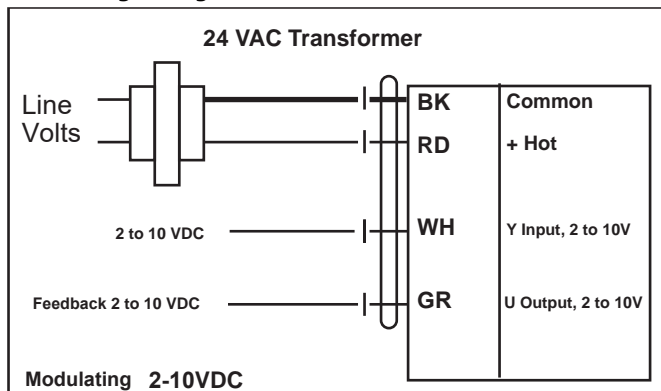 24 VAC Transformer
Line
Volts
BK Common
RD + Hot
2 to 10 VDC WH Y Input, 2 to 10V
Feedback 2 to 10 VDC GR U Output, 2 to 10V
Modulating 2-10VDC